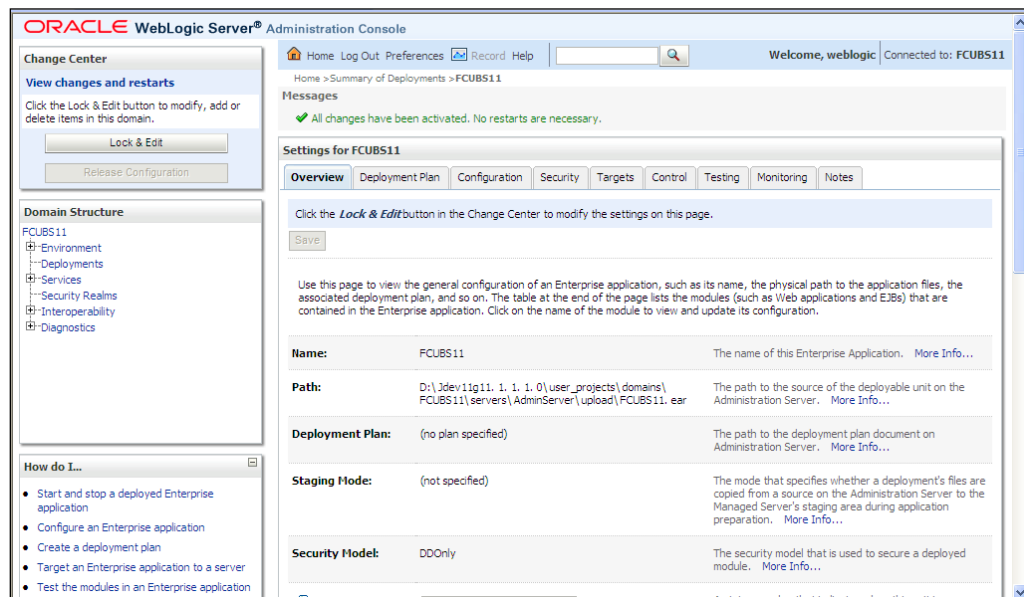 ORACLE WebLogic Server® Administration Console
Change Center
View changes and restarts
Click the Lock & Edit button to modify, add or
delete items in this domain.
Lock & Edit
Release Configuration
Domain Structure
FCUBS11
Environment
Deployments
Services
Security Realms
Interoperability
Diagnostics
How do I...
Start and stop a deployed Enterprise
application
Configure an Enterprise application
Create a deployment plan
Target an Enterprise application to a server
Test the modules in an Enterprise application
Home Log Out Preferences Record Help
Welcome, weblogic Connected to: FCUBS11
Home >Summary of Deployments >FCUBS11
Messages
All changes have been activated. No restarts are necessary.
Settings for FCUBS11
Overview Deployment Plan Configuration Security Targets Control Testing Monitoring Notes
Click the Lock & Edit button in the Change Center to modify the settings on this page.
Save
Use this page to view the general configuration of an Enterprise application, such as its name, the physical path to the application files, the
associated deployment plan, and so on. The table at the end of the page lists the modules (such as Web applications and EJBs) that are
contained in the Enterprise application. Click on the name of the module to view and update its configuration.
Name: FCUBS11 The name of this Enterprise Application. More Info...
Path: D:\Jdev11g11. 1. 1. 1. 0\user_projects\domains\ The path to the source of the deployable unit on the
FCUBS11\servers\AdminServer\upload\FCUBS11. ear Administration Server. More Info...
Deployment Plan: (no plan specified) The path to the deployment plan document on
Administration Server. More Info...
Staging Mode: (not specified) The mode that specifies whether a deployment's files are
copied from a source on the Administration Server to the
Managed Server's staging area during application
preparation. More Info...
Security Model: DDOnly The security model that is used to secure a deployed
module. More Info...